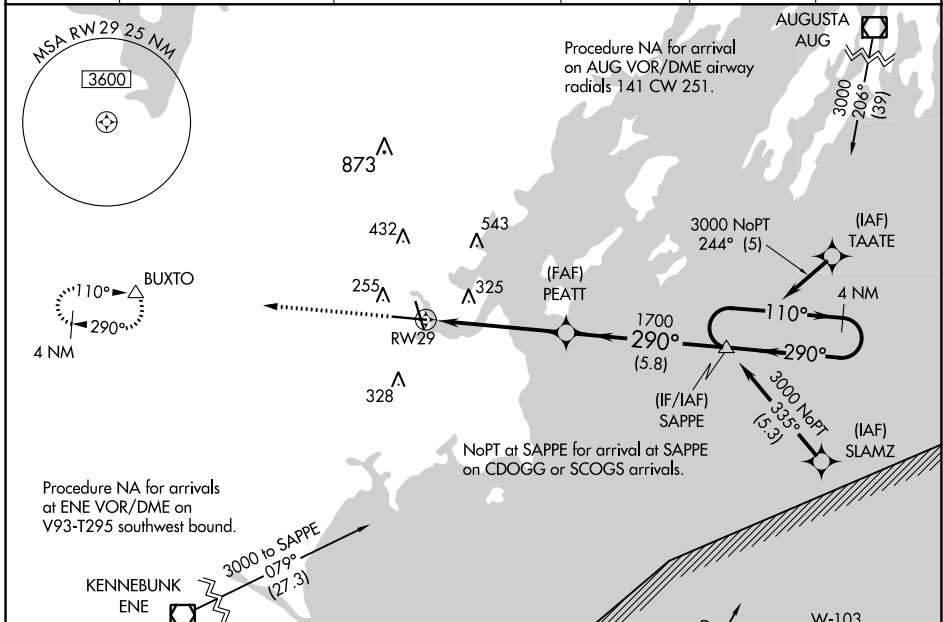 MSA RW29 25 NM
3600
AUGUSTA
AUG
Procedure NA for arrival
on AUG VOR/DME airway
radials 141 CW 251.
3000
206°
(39)
873
432
543
3000 NoPT
244° (5)
(IAF)
TAATE
110°
BUXTO
290°
4 NM
255
325
(FAF)
PEATT
4 NM
110°
RW29
1700
290°
(5.8)
290°
328
(IF/IAF)
SAPPE
3000 NoPT
335°
(5.3)
(IAF)
SLAMZ
NoPT at SAPPE for arrival at SAPPE
on CDOGG or SCOGS arrivals.
Procedure NA for arrivals
at ENE VOR/DME on
V93-T295 southwest bound.
3000 to SAPPE
079°
(27.3)
KENNEBUNK
ENE
W-103